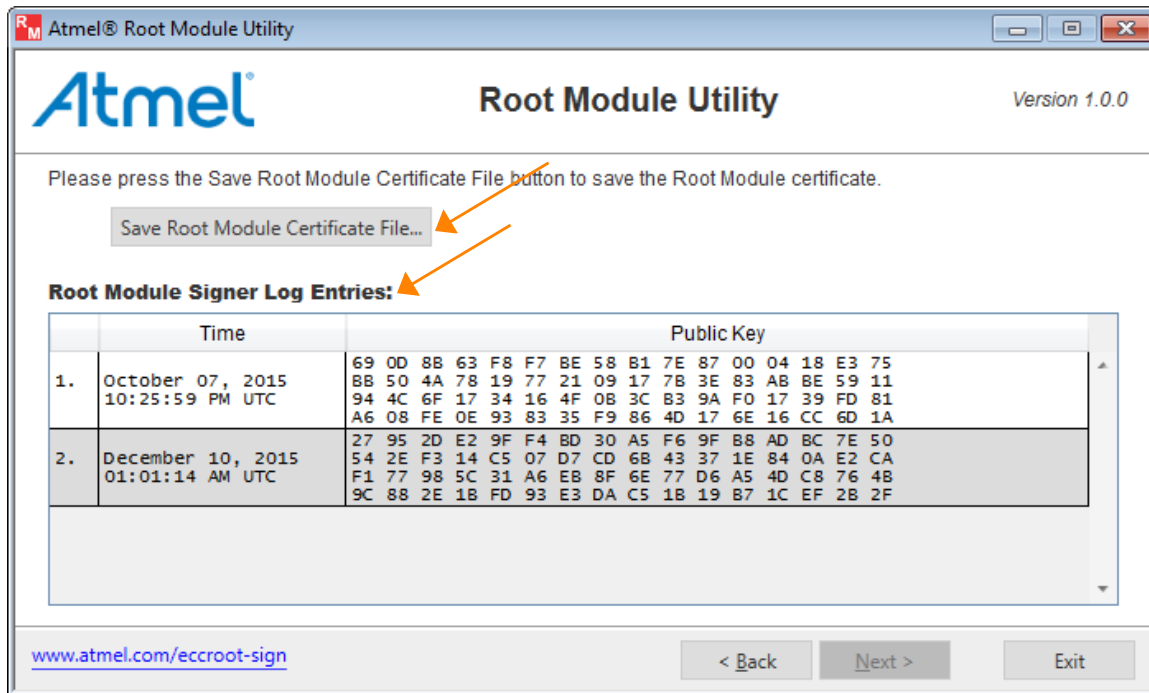 RM Atmel® Root Module Utility
Atmel® Root Module Utility Version 1.0.0
Please press the Save Root Module Certificate File button to save the Root Module certificate.
Save Root Module Certificate File...
Root Module Signer Log Entries:
Time Public Key
69 0D 8B 63 F8 F7 BE 58 B1 7E 87 00 04 18 E3 75
1. October 07, 2015 BB 50 4A 78 19 77 21 09 17 7B 3E 83 AB BE 59 11
10:25:59 PM UTC 94 4C 6F 17 34 16 4F 0B 3C B3 9A F0 17 39 FD 81
A6 08 FE 0E 93 83 35 F9 86 4D 17 6E 16 CC 6D 1A
27 95 2D E2 9F F4 BD 30 A5 F6 9F B8 AD BC 7E 50
2. December 10, 2015 54 2E F3 14 C5 07 D7 CD 6B 43 37 1E 84 0A E2 CA
01:01:14 AM UTC F1 77 98 5C 31 A6 EB 8F 6E 77 D6 A5 4D C8 76 4B
9C 88 2E 1B FD 93 E3 DA C5 1B 19 B7 1C EF 2B 2F
www.atmel.com/eccroot-sign < Back Next > Exit